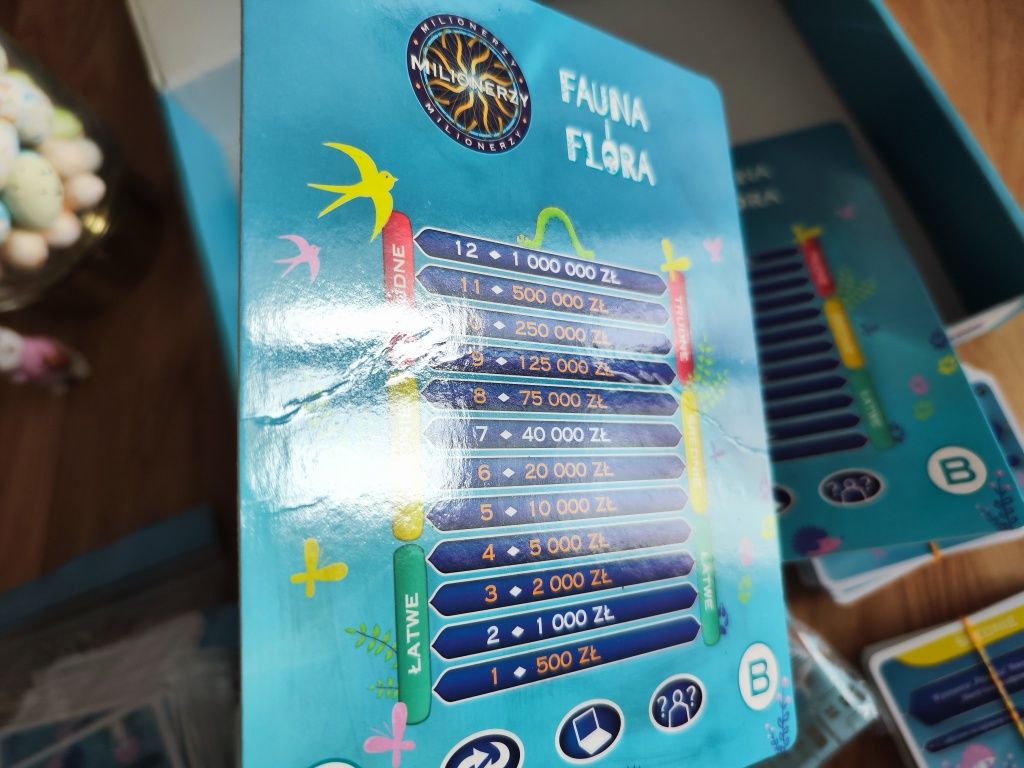 MILIONERZY
MILIONERZY
MILIONERZY
FAUNA
I
FLORA
12 ◆ 1 000 000 ZŁ
11 ◆ 500 000 ZŁ
250 000 ZŁ
9 ◆ 125 000 ZŁ
8 ◆ 75 000 ZŁ
7 ◆ 40 000 ZŁ
6 ◆ 20 000 ZŁ
5 ◆ 10 000 ZŁ
4 ◆ 5 000 ZŁ
3 ◆ 2 000 ZŁ
2 ◆ 1 000 ZŁ
1 ◆ 500 ZŁ
TRUDNE
ŁATWE
ŁATWE
? ?
B
B